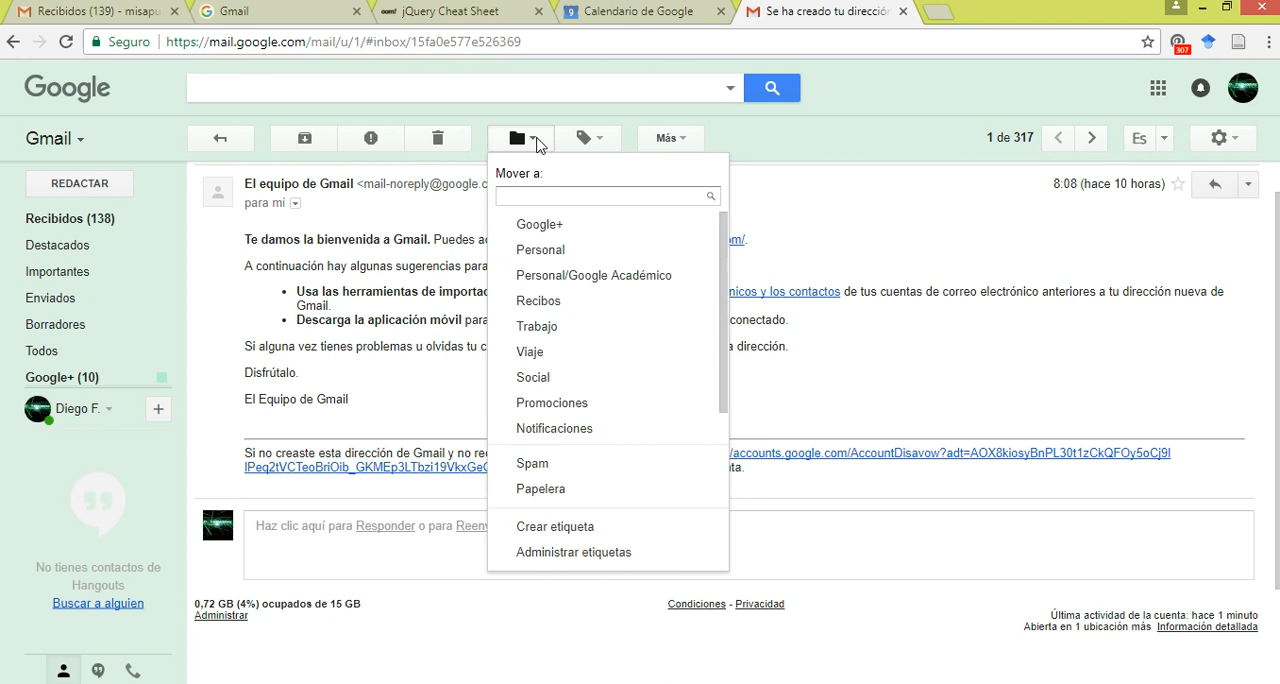 Recibidos (139) - misapu
Gmail
jQuery Cheat Sheet
9 Calendario de Google
Se ha creado tu direcció
Seguro https://mail.google.com/mail/u/1/#inbox/15fa0e577e526369
307
Google
Gmail
Más
1 de 317
Es
Mover a:
REDACTAR
El equipo de Gmail <mail-noreply@google.c
8:08 (hace 10 horas)
para mi
Recibidos (138)
Destacados
Importantes
Enviados
Borradores
Todos
Google+ (10)
Diego F.
Te damos la bienvenida a Gmail. Puedes ac
m/.
A continuación hay algunas sugerencias para
Usa las herramientas de importac
nicos y los contactos de tus cuentas de correo electrónico anteriores a tu dirección nueva de
Gmail.
Descarga la aplicación móvil para
conectado.
Si alguna vez tienes problemas u olvidas tu c
a dirección.
Disfrútalo.
El Equipo de Gmail
Google+
Personal
Personal/Google Académico
Recibos
Trabajo
Viaje
Social
Promociones
Notificaciones
Spam
Papelera
Crear etiqueta
Administrar etiquetas
Si no creaste esta dirección de Gmail y no rec
/accounts.google.com/AccountDisavow?adt=AOX8kiosyBnPL30t1zCkQFOy5oCj9I
lPeq2tVCTeoBriOib_GKMEp3LTbzi19VkxGeC
ta.
Haz clic aquí para Responder o para Reenv
No tienes contactos de
Hangouts
Buscar a alguien
0,72 GB (4%) ocupados de 15 GB
Administrar
Condiciones - Privacidad
Última actividad de la cuenta: hace 1 minuto
Abierta en 1 ubicación más Información detallada